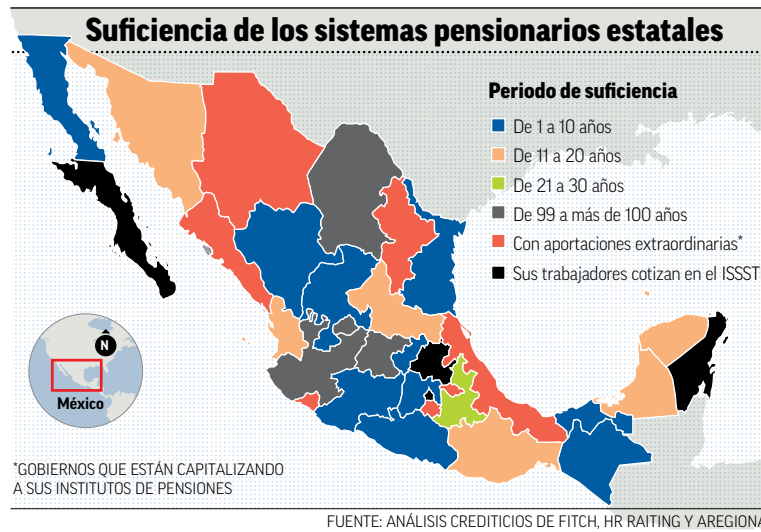 Suficiencia de los sistemas pensionarios estatales
Periodo de suficiencia
De 1 a 10 años
De 11 a 20 años
De 21 a 30 años
De 99 a más de 100 años
Con aportaciones extraordinarias*
Sus trabajadores cotizan en el ISSST
N
México
*GOBIERNOS QUE ESTÁN CAPITALIZANDO
A SUS INSTITUTOS DE PENSIONES
FUENTE: ANÁLISIS CREDITICIOS DE FITCH, HR RAITING Y AREGIONA